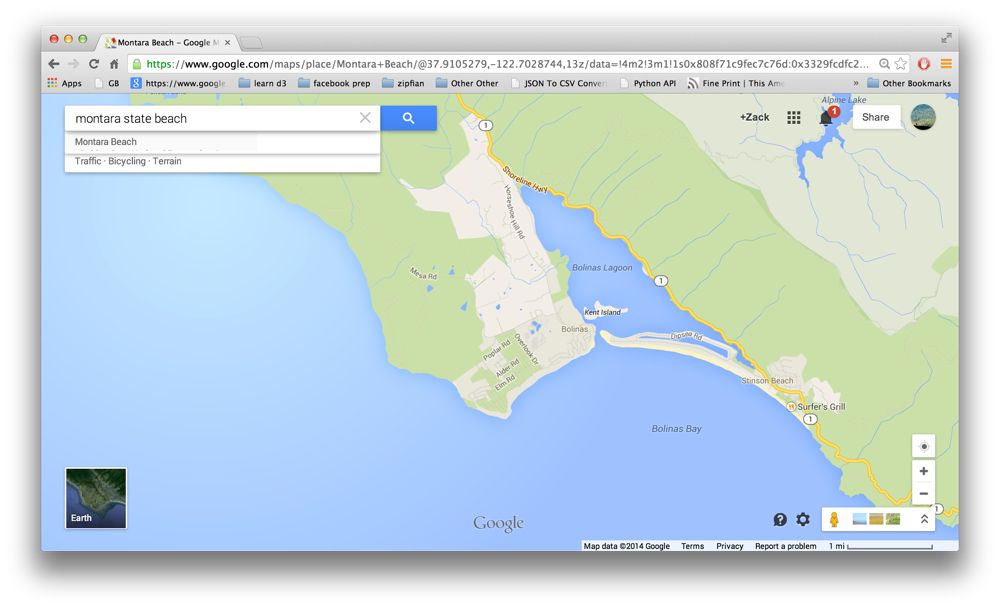 Montara Beach – Google M
https://www.google.com/maps/place/Montara+Beach/@37.9105279,-122.7028744,13z/data=!4m2!3m1!1s0x808f71c9fec7c76d:0x3329fcdfc2...
Apps GB https://www.google learn d3 facebook prep zipfian Other Other JSON To CSV Conver Python API Fine Print | This Ame » Other Bookmarks
montara state beach
Montara Beach
Traffic · Bicycling · Terrain
+Zack
1
Share
Alpine Lake
1
Shoreline Hwy
Horseshoe Hill Rd
Bolinas Lagoon
Mesa Rd
1
Kent Island
Bolinas
Dipsea Rd
Poplar Rd
Overlook Dr
Alder Rd
Elm Rd
Stinson Beach
Surfer's Grill
1
Bolinas Bay
Earth
Google
1
Map data ©2014 Google Terms Privacy Report a problem 1 mi